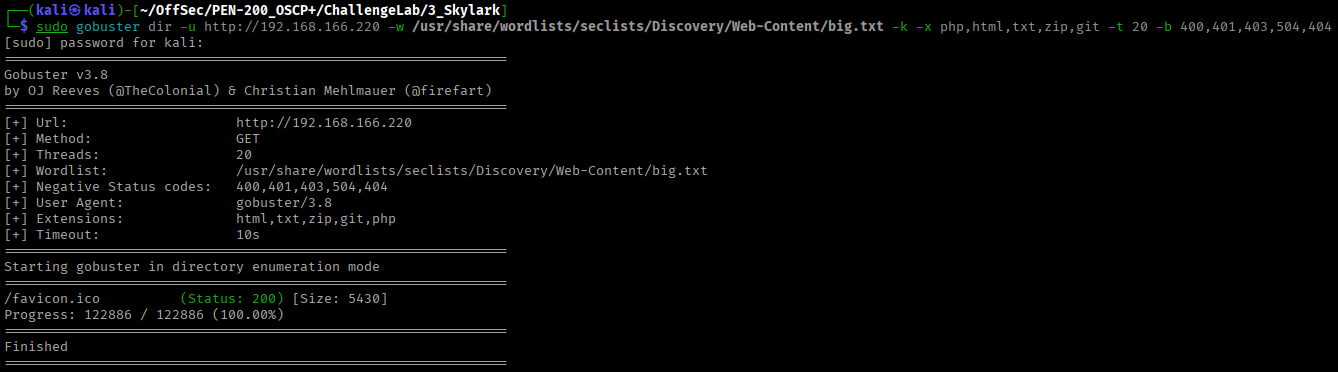 ┌──(kali㉿kali)-[~/OffSec/PEN-200_OSCP+/ChallengeLab/3_Skylark]
└─$ sudo gobuster dir -u http://192.168.166.220 -w /usr/share/wordlists/seclists/Discovery/Web-Content/big.txt -k -x php,html,txt,zip,git -t 20 -b 400,401,403,504,404
[sudo] password for kali:
===============================================================
Gobuster v3.8
by OJ Reeves (@TheColonial) & Christian Mehlmauer (@firefart)
===============================================================
[+] Url:                     http://192.168.166.220
[+] Method:                  GET
[+] Threads:                 20
[+] Wordlist:                /usr/share/wordlists/seclists/Discovery/Web-Content/big.txt
[+] Negative Status codes:   400,401,403,504,404
[+] User Agent:              gobuster/3.8
[+] Extensions:              html,txt,zip,git,php
[+] Timeout:                 10s
===============================================================
Starting gobuster in directory enumeration mode
===============================================================
/favicon.ico          (Status: 200) [Size: 5430]
Progress: 122886 / 122886 (100.00%)
===============================================================
Finished
===============================================================